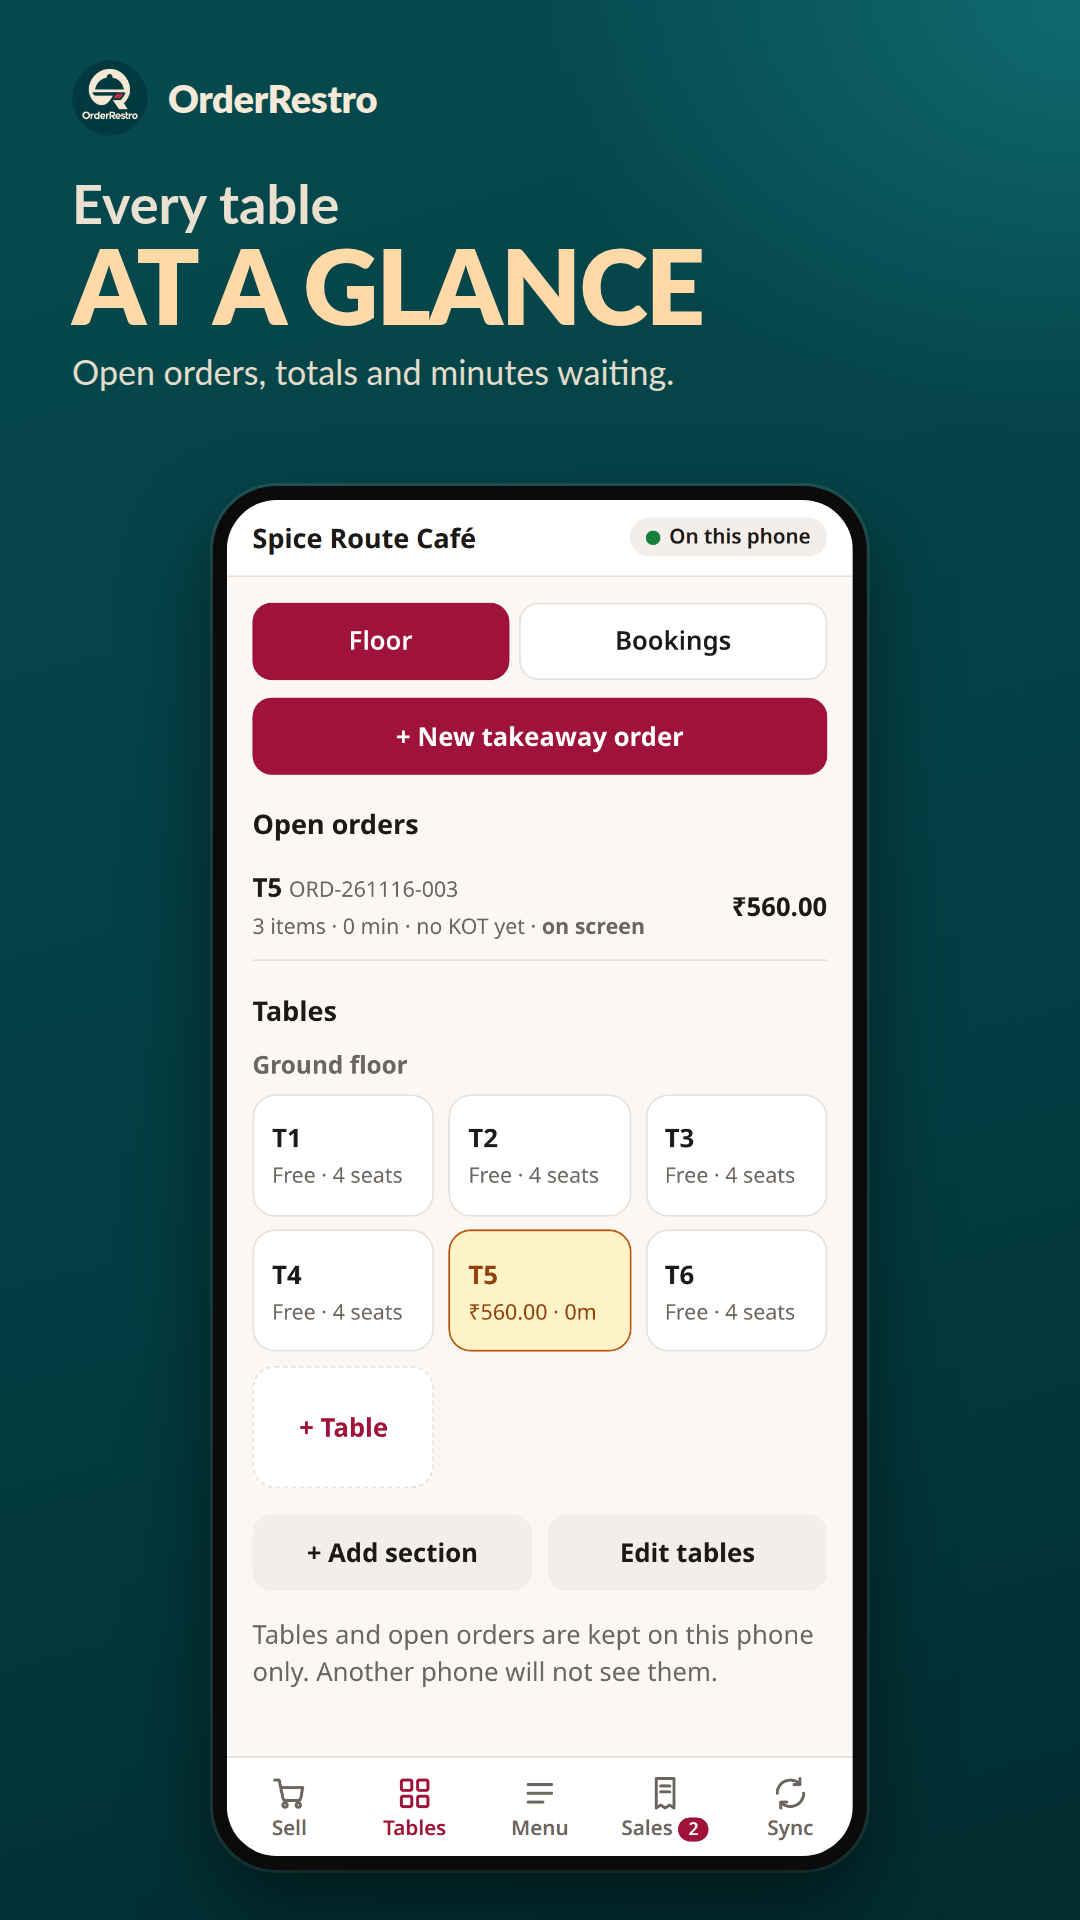 OrderRestro
OrderRestro
Every table
AT A GLANCE
Open orders, totals and minutes waiting.
Spice Route Café
On this phone
Floor
Bookings
+ New takeaway order
Open orders
T5 ORD-261116-003
₹560.00
3 items · 0 min · no KOT yet · on screen
Tables
Ground floor
T1
Free · 4 seats
T2
Free · 4 seats
T3
Free · 4 seats
T4
Free · 4 seats
T5
₹560.00 · 0m
T6
Free · 4 seats
+ Table
+ Add section
Edit tables
Tables and open orders are kept on this phone
only. Another phone will not see them.
Sell
Tables
Menu
Sales 2
Sync